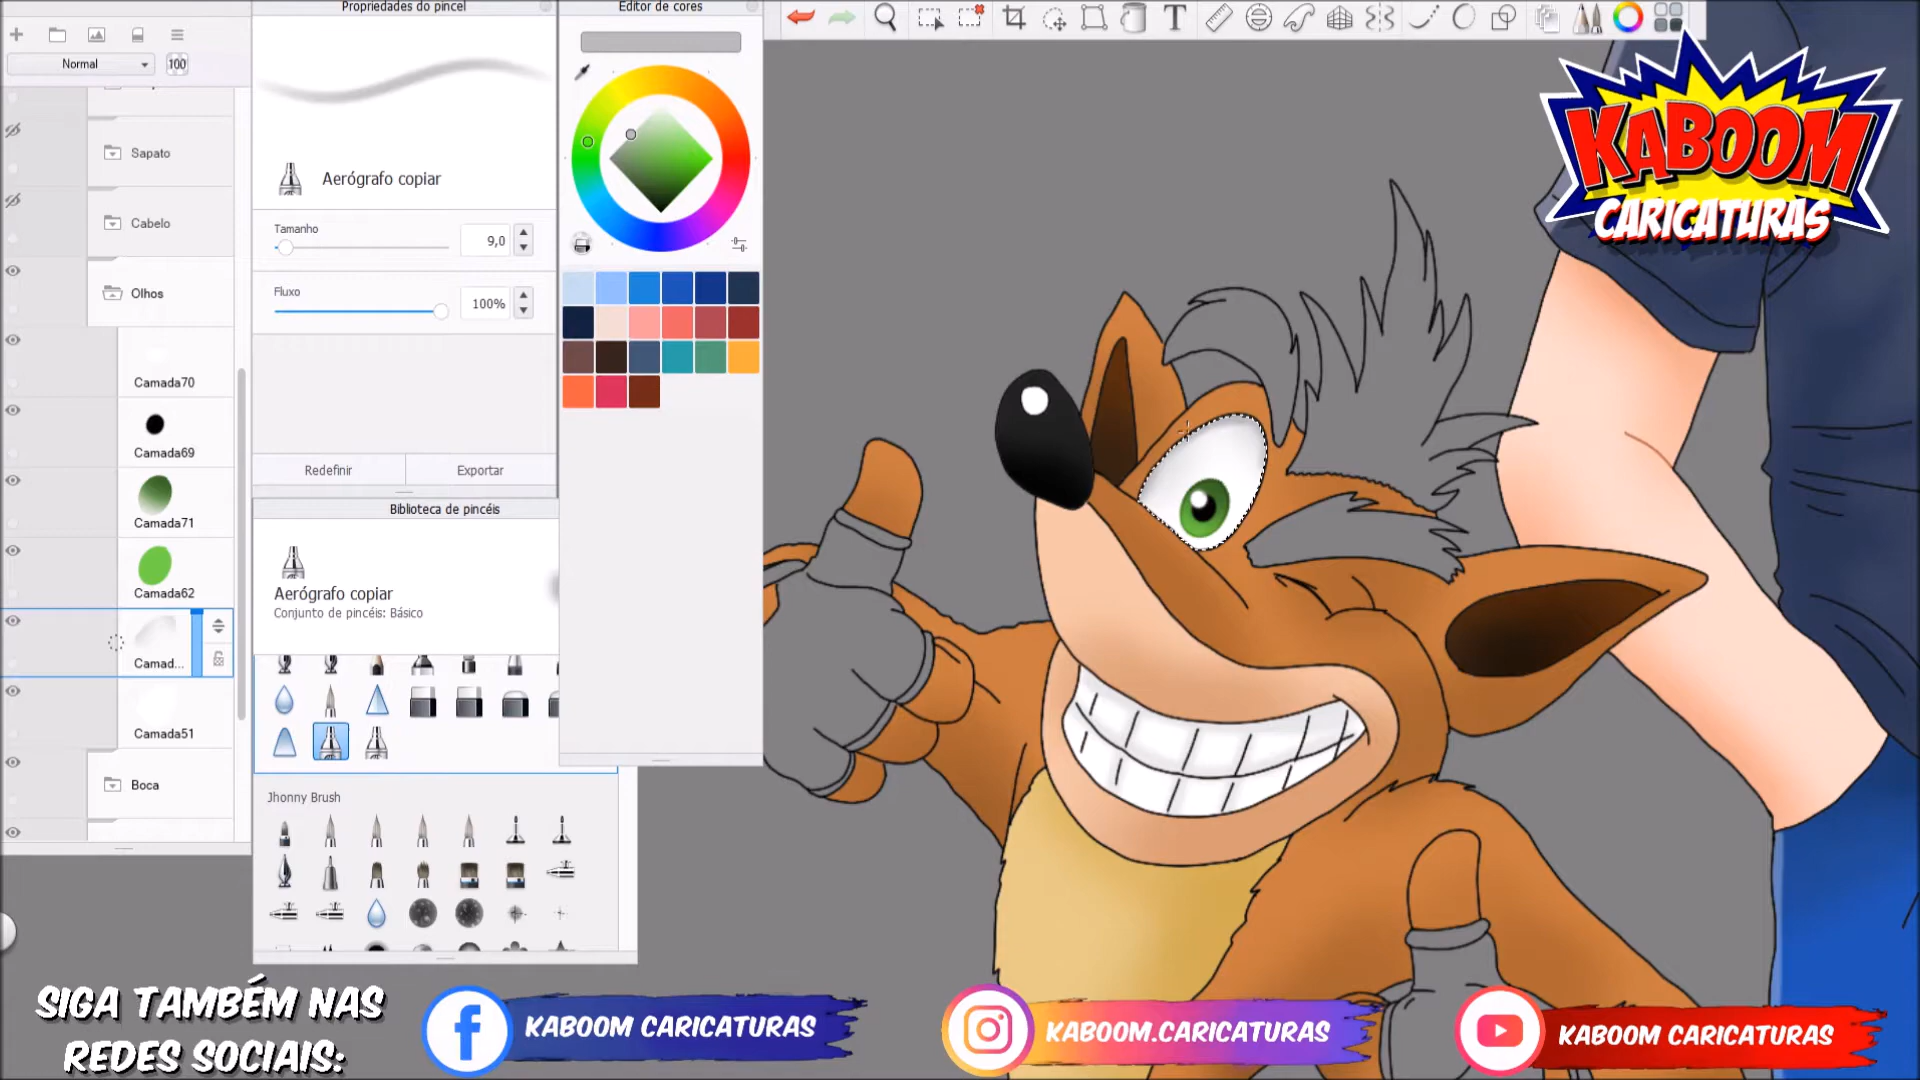 Propriedades do pincel
Editor de cores
Normal
100
Sapato
Cabelo
Olhos
Camada70
Camada69
Camada71
Camada62
Camad...
Camada51
Boca
Aerógrafo copiar
Tamanho
9,0
Fluxo
100%
Redefinir
Exportar
Biblioteca de pincéis
Aerógrafo copiar
Conjunto de pincéis: Básico
Jhonny Brush
T
KABOOM
CARICATURAS
SIGA TAMBÉM NAS
REDES SOCIAIS:
KABOOM CARICATURAS
KABOOM.CARICATURAS
KABOOM CARICATURAS